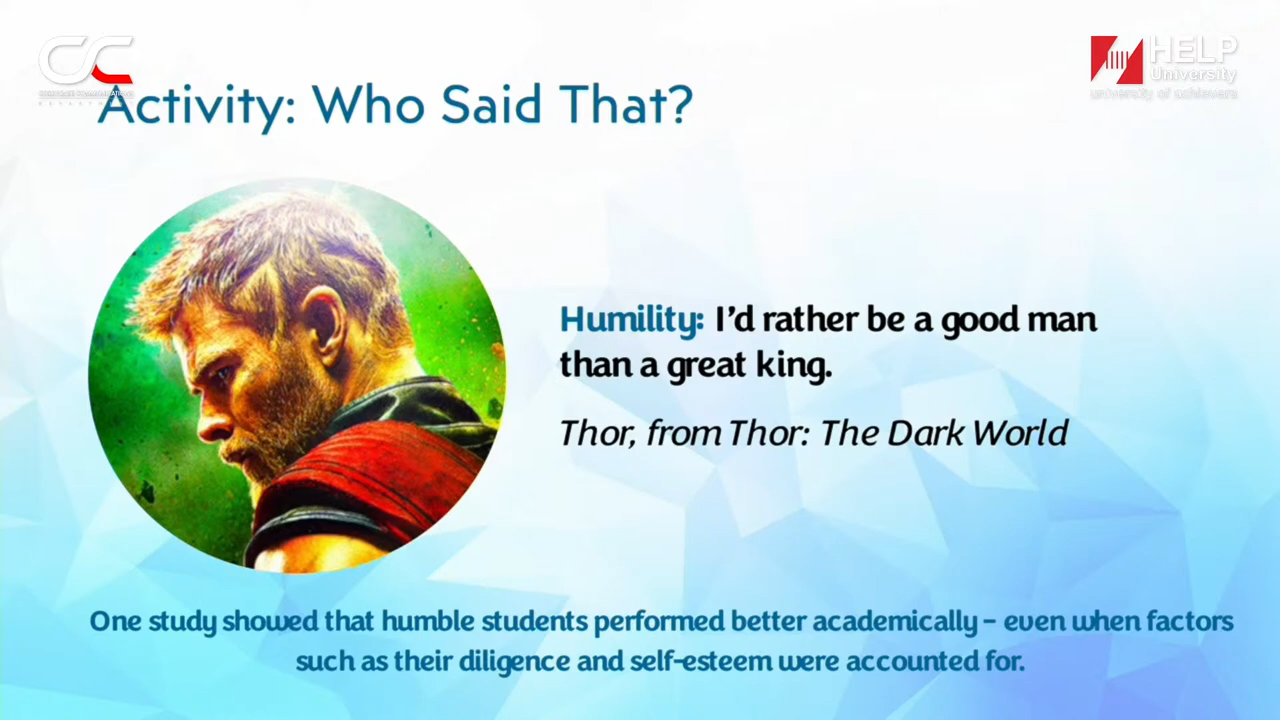 HELP
University
university of achievers
Activity: Who Said That?
Humility: I'd rather be a good man
than a great king.
Thor, from Thor: The Dark World
One study showed that humble students performed better academically – even when factors
such as their diligence and self-esteem were accounted for.